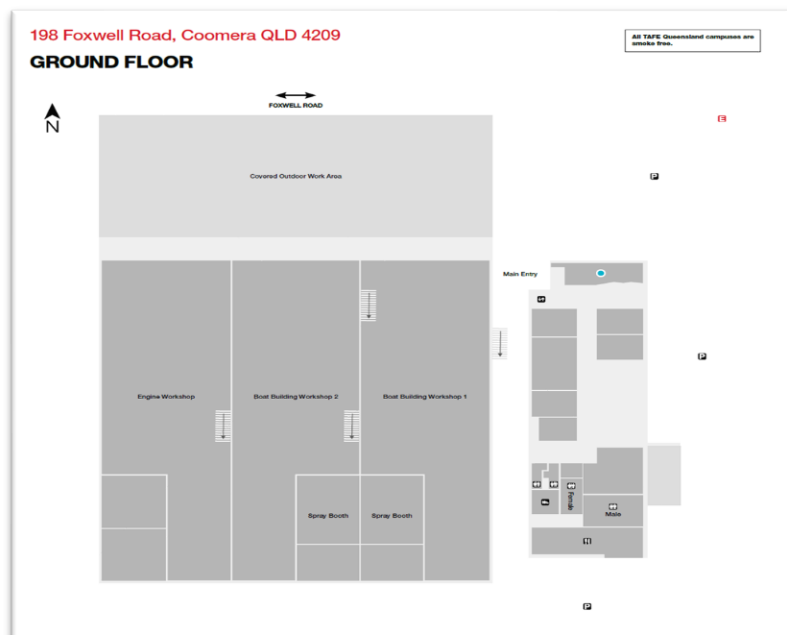 198 Foxwell Road, Coomera QLD 4209
All TAFE Queensland campuses are
smoke free.
GROUND FLOOR
FOXWELL ROAD
N
E
Covered Outdoor Work Area
P
Main Entry
P
Engine Workshop
Boat Building Workshop 2
Boat Building Workshop 1
Female
Spray Booth
Spray Booth
Male
P